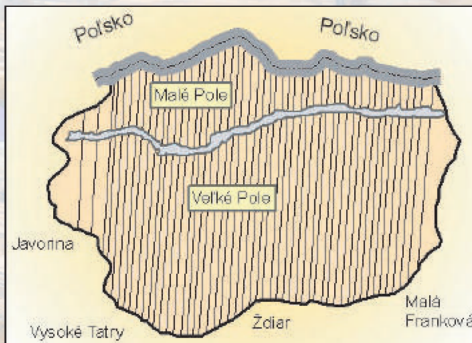 Poľsko
Poľsko
Malé Pole
Veľké Pole
Javorina
Vysoké Tatry
Ždiar
Malá
Franková